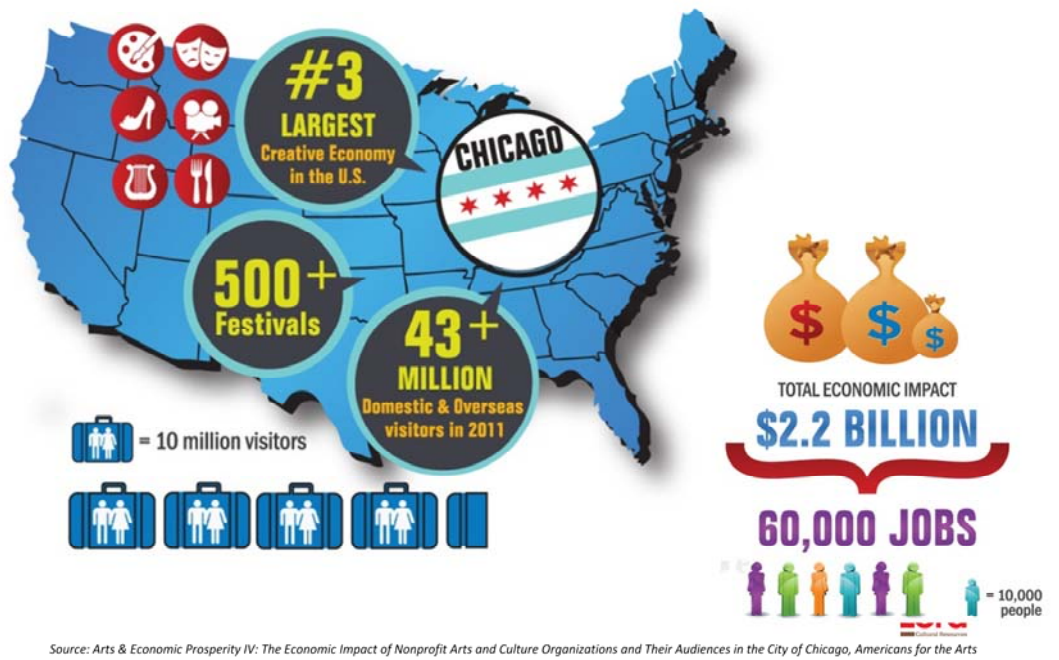 #3
LARGEST
Creative Economy
in the U.S.
CHICAGO
500+
Festivals
43+
MILLION
Domestic & Overseas
visitors in 2011
= 10 million visitors
$ $ $
TOTAL ECONOMIC IMPACT
$2.2 BILLION
60,000 JOBS
= 10,000
people
Cultural Resources
Source: Arts & Economic Prosperity IV: The Economic Impact of Nonprofit Arts and Culture Organizations and Their Audiences in the City of Chicago, Americans for the Arts